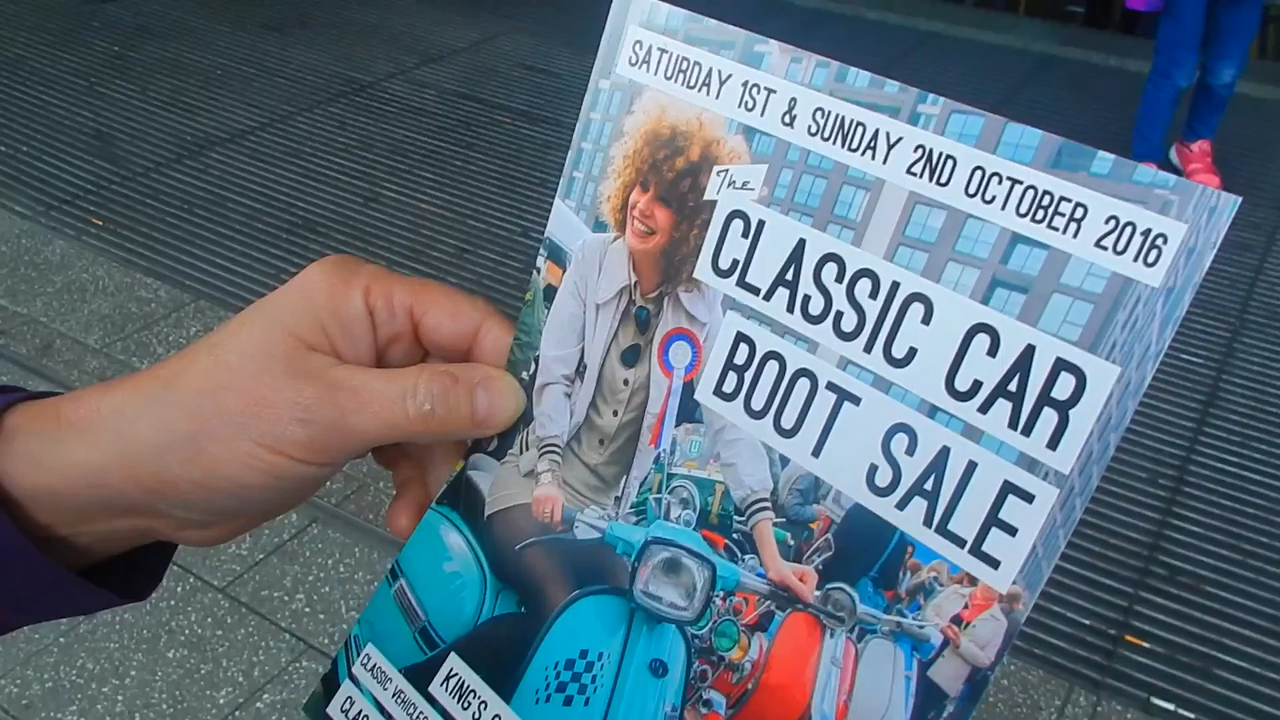 SATURDAY 1ST & SUNDAY 2ND OCTOBER 2016
The
CLASSIC CAR
BOOT SALE
KING'S
CLASSIC VEHICLES